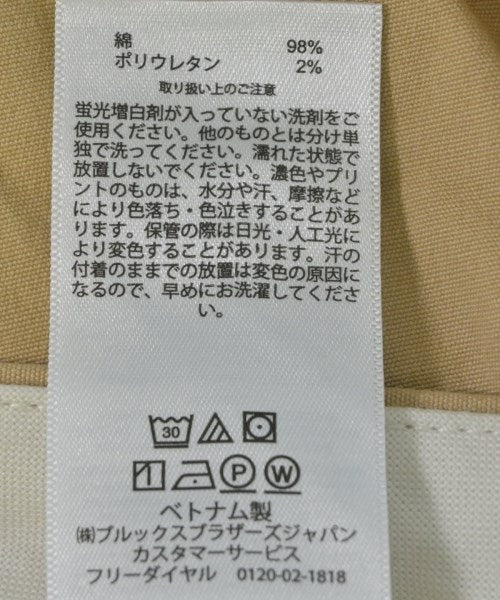 綿 98%
ポリウレタン 2%
取り扱い上のご注意
蛍光増白剤が入っていない洗剤をご
使用ください。他のものとは分け単
独で洗ってください。濡れた状態で
放置しないでください。濃色やプリ
ントのものは、水分や汗、摩擦など
により色落ち・色泣きすることがあ
ります。保管の際は日光・人工光に
より変色することがあります。汗の
付着のままでの放置は変色の原因に
なるので、早めにお洗濯してくださ
い。
30
1 P W
ベトナム製
㈱ブルックスブラザーズジャパン
カスタマーサービス
フリーダイヤル 0120-02-1818